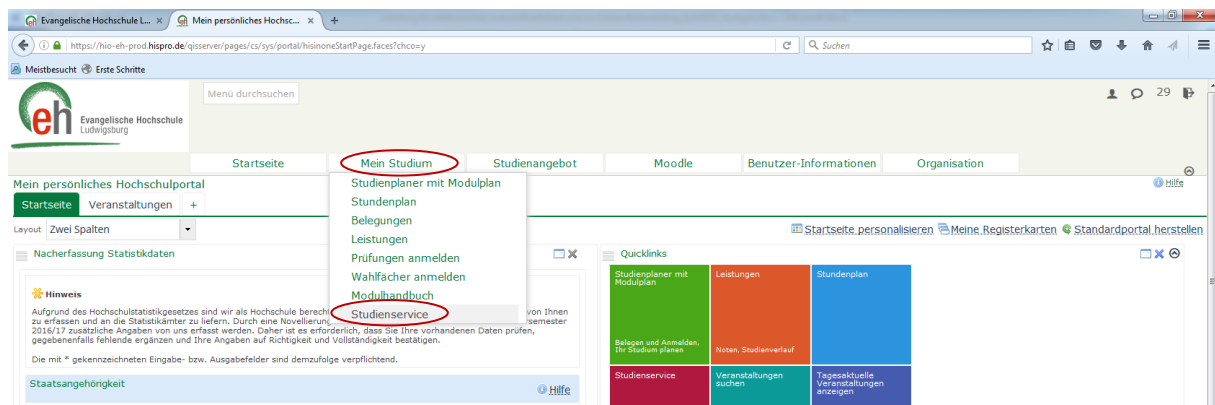 Evangelische Hochschule L...
Mein persönliches Hochsc...
https://hio-eh-prod.hispro.de/qisserver/pages/cs/sys/portal/hisinoneStartPage.faces?chco=y
Suchen
Meistbesucht Erste Schritte
eh Evangelische Hochschule
Ludwigsburg
Menü durchsuchen
29
Startseite Mein Studium Studienangebot Moodle Benutzer-Informationen Organisation
Mein persönliches Hochschulportal
Hilfe
Startseite Veranstaltungen +
Studienplaner mit Modulplan
Stundenplan
Belegungen
Leistungen
Prüfungen anmelden
Wahlfächer anmelden
Modulhandbuch
Studienservice
Layout Zwei Spalten
Startseite personalisieren Meine Registerkarten Standardportal herstellen
Nacherfassung Statistikdaten
Hinweis
Aufgrund des Hochschulstatistikgesetzes sind wir als Hochschule berech von Ihnen
zu erfassen und an die Statistikämter zu liefern. Durch eine Novellierung rsemester
2016/17 zusätzliche Angaben von uns erfasst werden. Daher ist es erforderlich, dass Sie Ihre vorhandenen Daten prüfen,
gegebenenfalls fehlende ergänzen und Ihre Angaben auf Richtigkeit und Vollständigkeit bestätigen.
Die mit * gekennzeichneten Eingabe- bzw. Ausgabefelder sind demzufolge verpflichtend.
Staatsangehörigkeit
Hilfe
Quicklinks
Studienplaner mit
Modulplan
Belegen und Anmelden,
Ihr Studium planen
Leistungen
Noten, Studienverlauf
Stundenplan
Studienservice
Veranstaltungen
suchen
Tagesaktuelle
Veranstaltungen
anzeigen